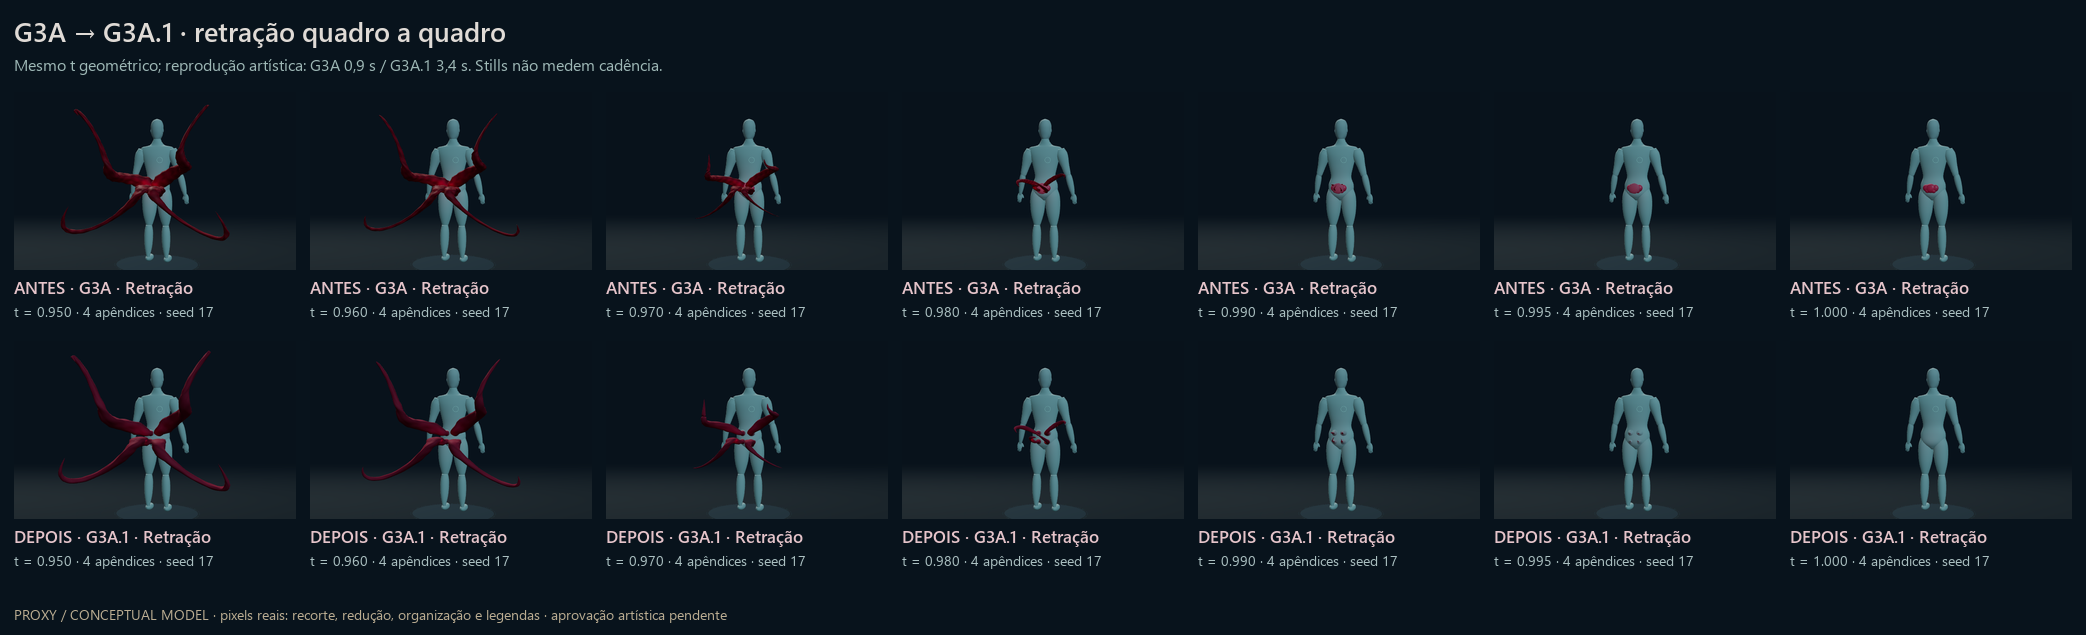 G3A → G3A.1 · retração quadro a quadro
Mesmo t geométrico; reprodução artística: G3A 0,9 s / G3A.1 3,4 s. Stills não medem cadência.
ANTES · G3A · Retração
t = 0.950 · 4 apêndices · seed 17
ANTES · G3A · Retração
t = 0.960 · 4 apêndices · seed 17
ANTES · G3A · Retração
t = 0.970 · 4 apêndices · seed 17
ANTES · G3A · Retração
t = 0.980 · 4 apêndices · seed 17
ANTES · G3A · Retração
t = 0.990 · 4 apêndices · seed 17
ANTES · G3A · Retração
t = 0.995 · 4 apêndices · seed 17
ANTES · G3A · Retração
t = 1.000 · 4 apêndices · seed 17
DEPOIS · G3A.1 · Retração
t = 0.950 · 4 apêndices · seed 17
DEPOIS · G3A.1 · Retração
t = 0.960 · 4 apêndices · seed 17
DEPOIS · G3A.1 · Retração
t = 0.970 · 4 apêndices · seed 17
DEPOIS · G3A.1 · Retração
t = 0.980 · 4 apêndices · seed 17
DEPOIS · G3A.1 · Retração
t = 0.990 · 4 apêndices · seed 17
DEPOIS · G3A.1 · Retração
t = 0.995 · 4 apêndices · seed 17
DEPOIS · G3A.1 · Retração
t = 1.000 · 4 apêndices · seed 17
PROXY / CONCEPTUAL MODEL · pixels reais: recorte, redução, organização e legendas · aprovação artística pendente